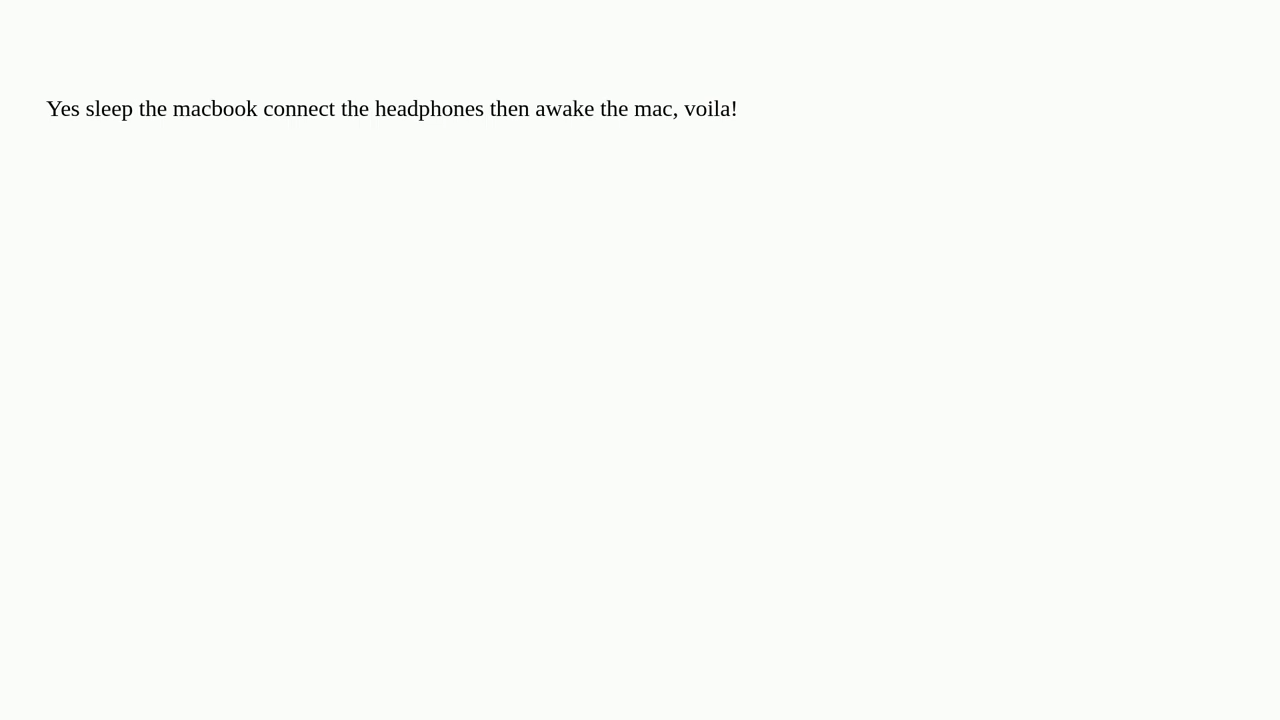 Yes sleep the macbook connect the headphones then awake the mac, voila!